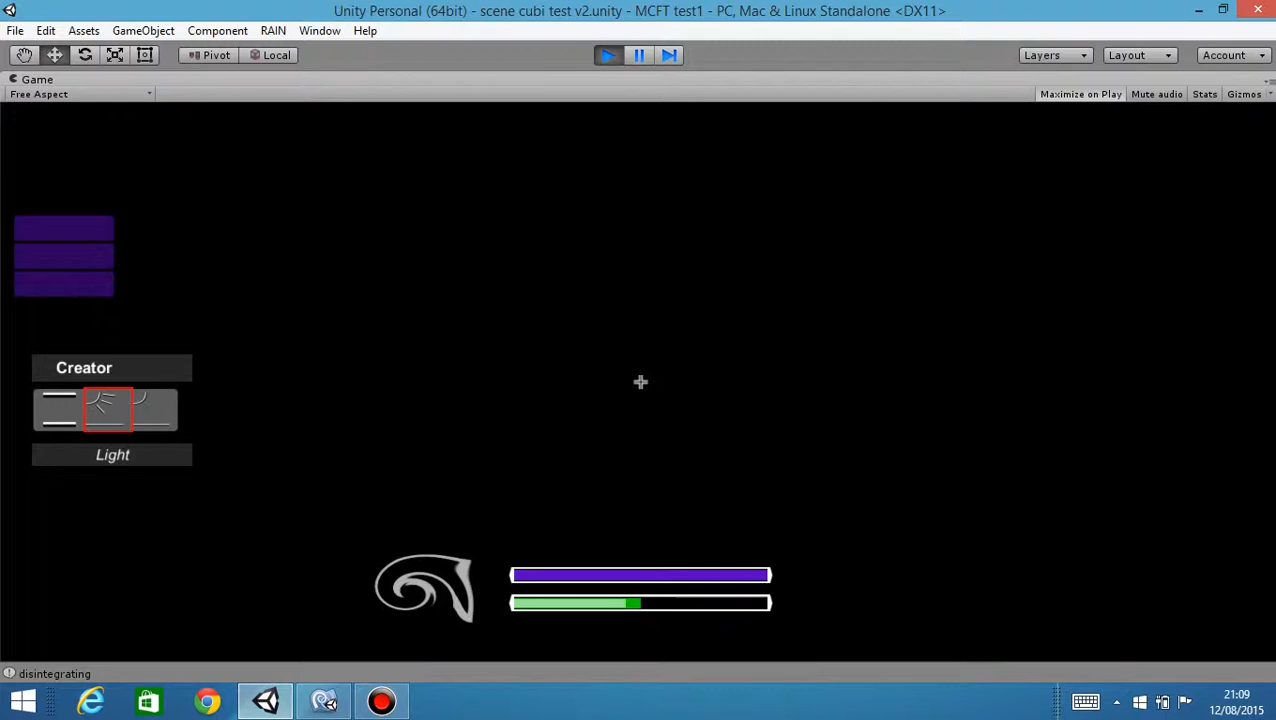 Unity Personal (64bit) - scene cubi test v2.unity - MCFT test1 - PC, Mac & Linux Standalone <DX11>
File Edit Assets GameObject Component RAIN Window Help
Pivot Local Layers Layout Account
Game
Free Aspect Maximize on Play Mute audio Stats Gizmos
Creator
Light
disintegrating
21:09
12/08/2015